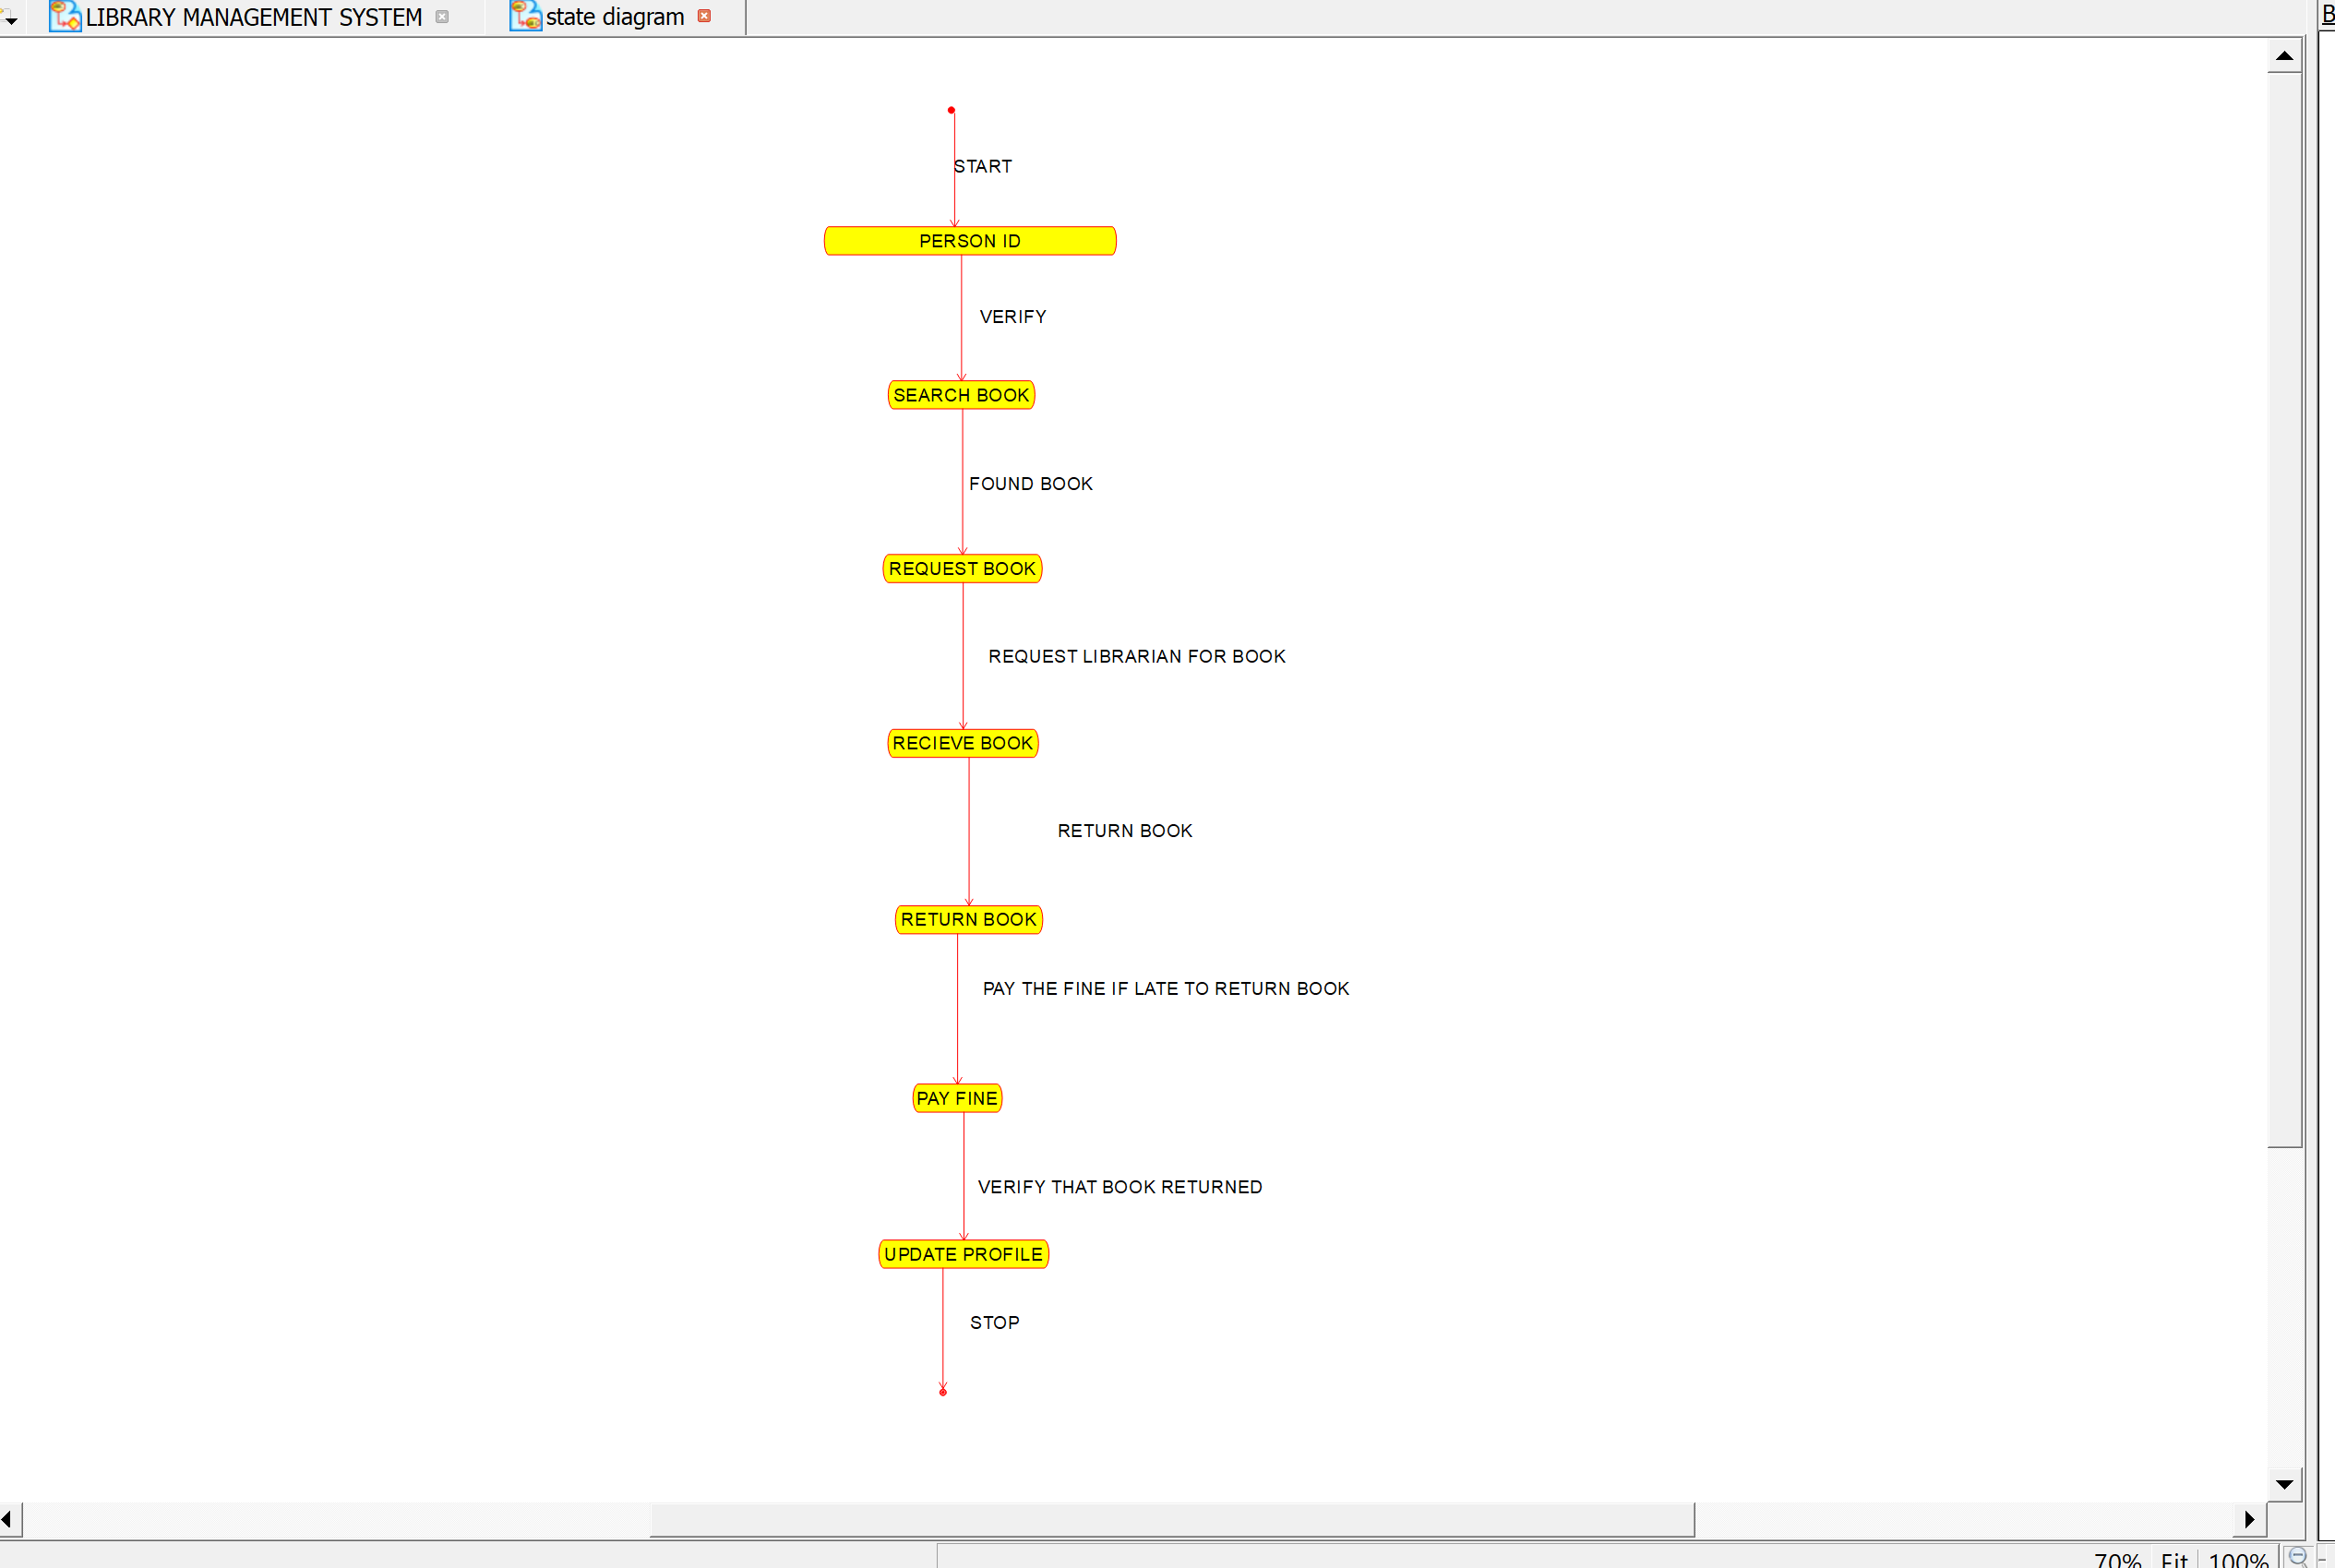 LIBRARY MANAGEMENT SYSTEM
state diagram
B
START
PERSON ID
VERIFY
SEARCH BOOK
FOUND BOOK
REQUEST BOOK
REQUEST LIBRARIAN FOR BOOK
RECIEVE BOOK
RETURN BOOK
RETURN BOOK
PAY THE FINE IF LATE TO RETURN BOOK
PAY FINE
VERIFY THAT BOOK RETURNED
UPDATE PROFILE
STOP
70% Fit 100%